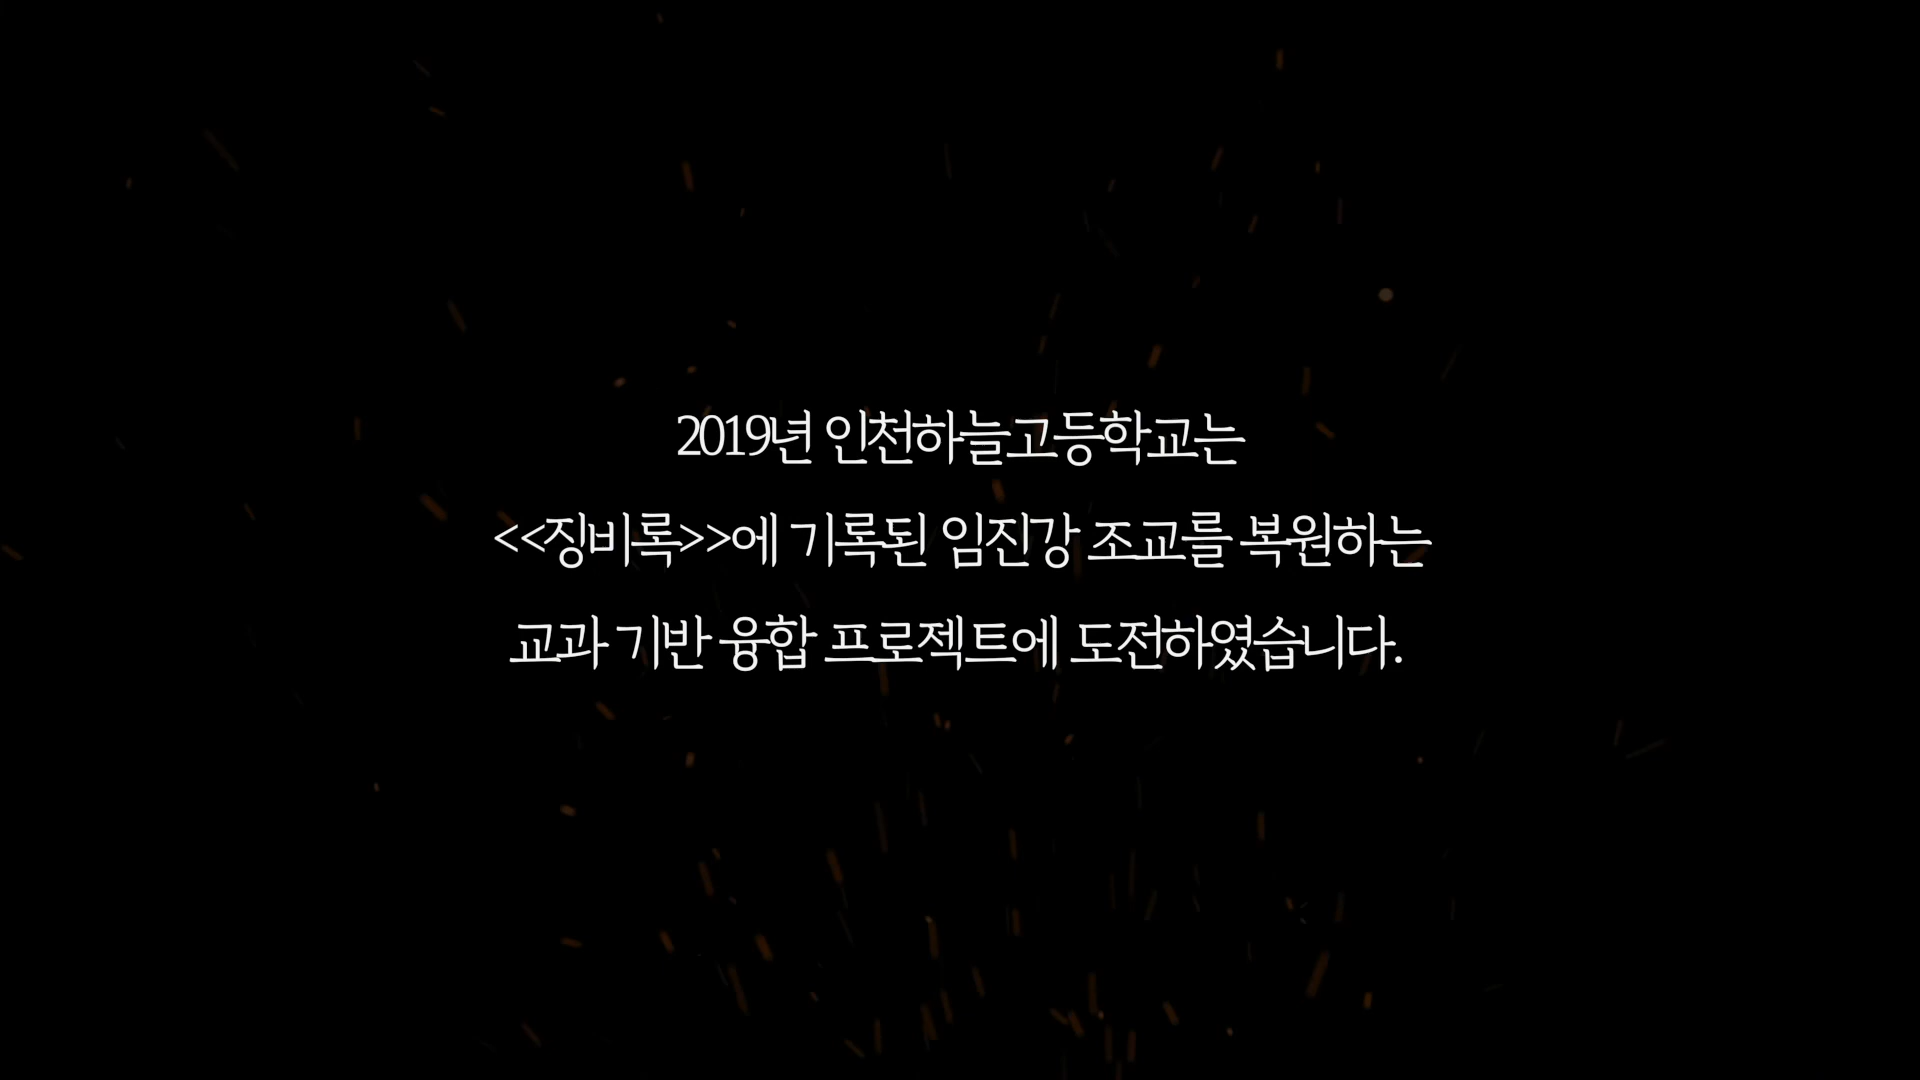 2019년 인천하늘고등학교는
<<징비록>>에 기록된 임진강 조교를 복원하는
교과 기반 융합 프로젝트에 도전하였습니다.